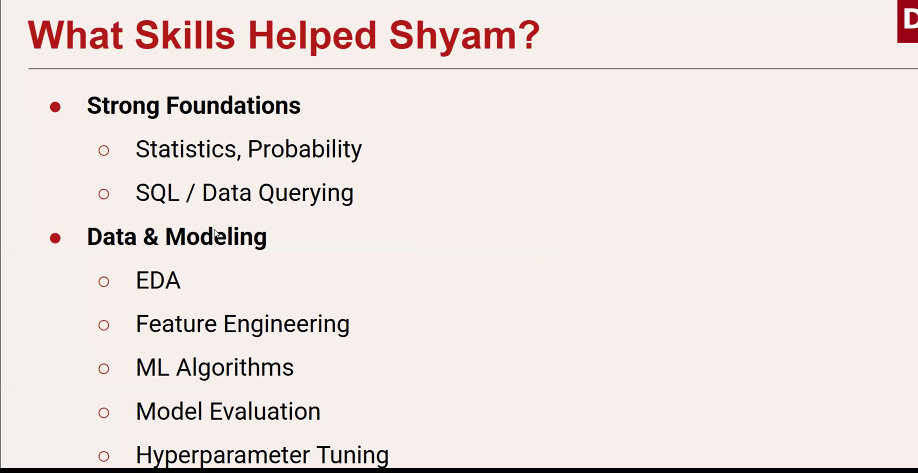 What Skills Helped Shyam?
D
● Strong Foundations
○ Statistics, Probability
○ SQL / Data Querying
● Data & Modeling
○ EDA
○ Feature Engineering
○ ML Algorithms
○ Model Evaluation
○ Hyperparameter Tuning